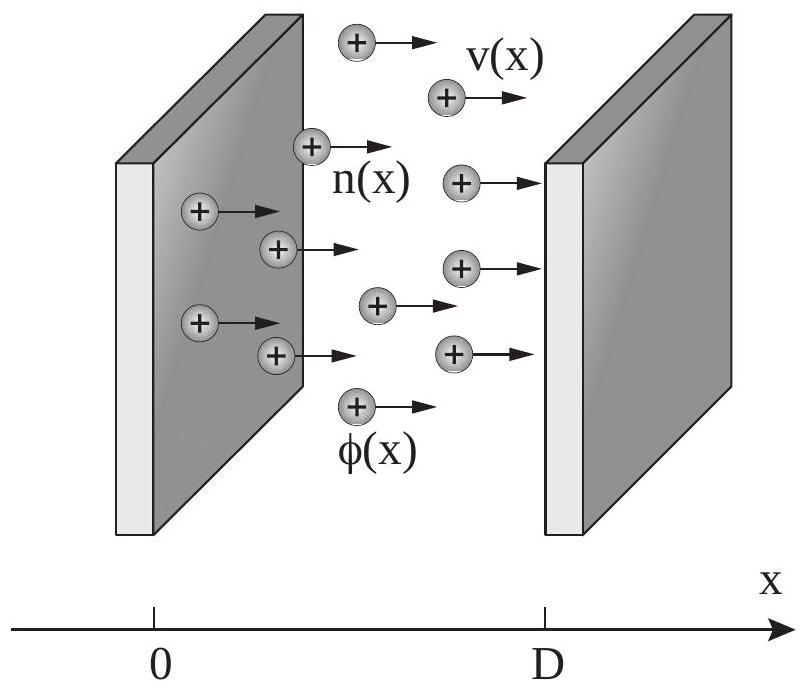 +
v(x)
+
+
n(x)
+
+
+
+
+
+
+
+
+
ϕ(x)
x
0
D